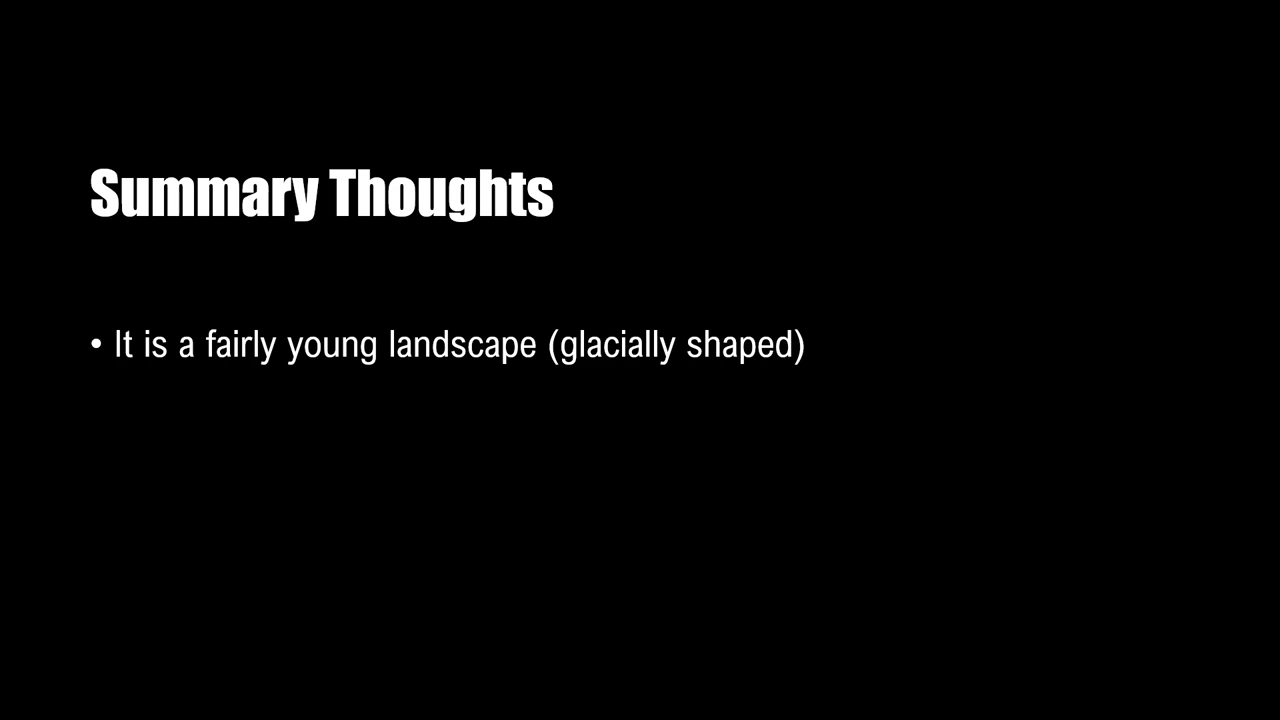 Summary Thoughts
• It is a fairly young landscape (glacially shaped)